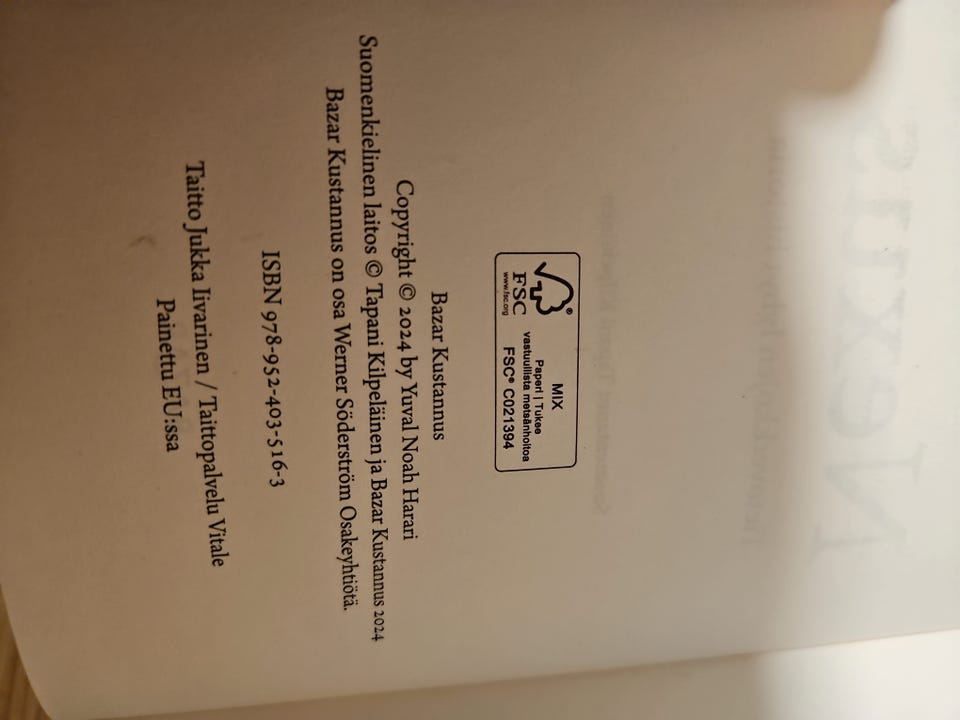 MIX
Paperi | Tukee
vastuullista metsänhoitoa
FSC® C021394
FSC®
www.fsc.org
Bazar Kustannus
Copyright © 2024 by Yuval Noah Harari
Suomenkielinen laitos © Tapani Kilpeläinen ja Bazar Kustannus 2024
Bazar Kustannus on osa Werner Söderström Osakeyhtiötä.
ISBN 978-952-403-516-3
Taitto Jukka Iivarinen / Taittopalvelu Vitale
Painettu EU:ssa